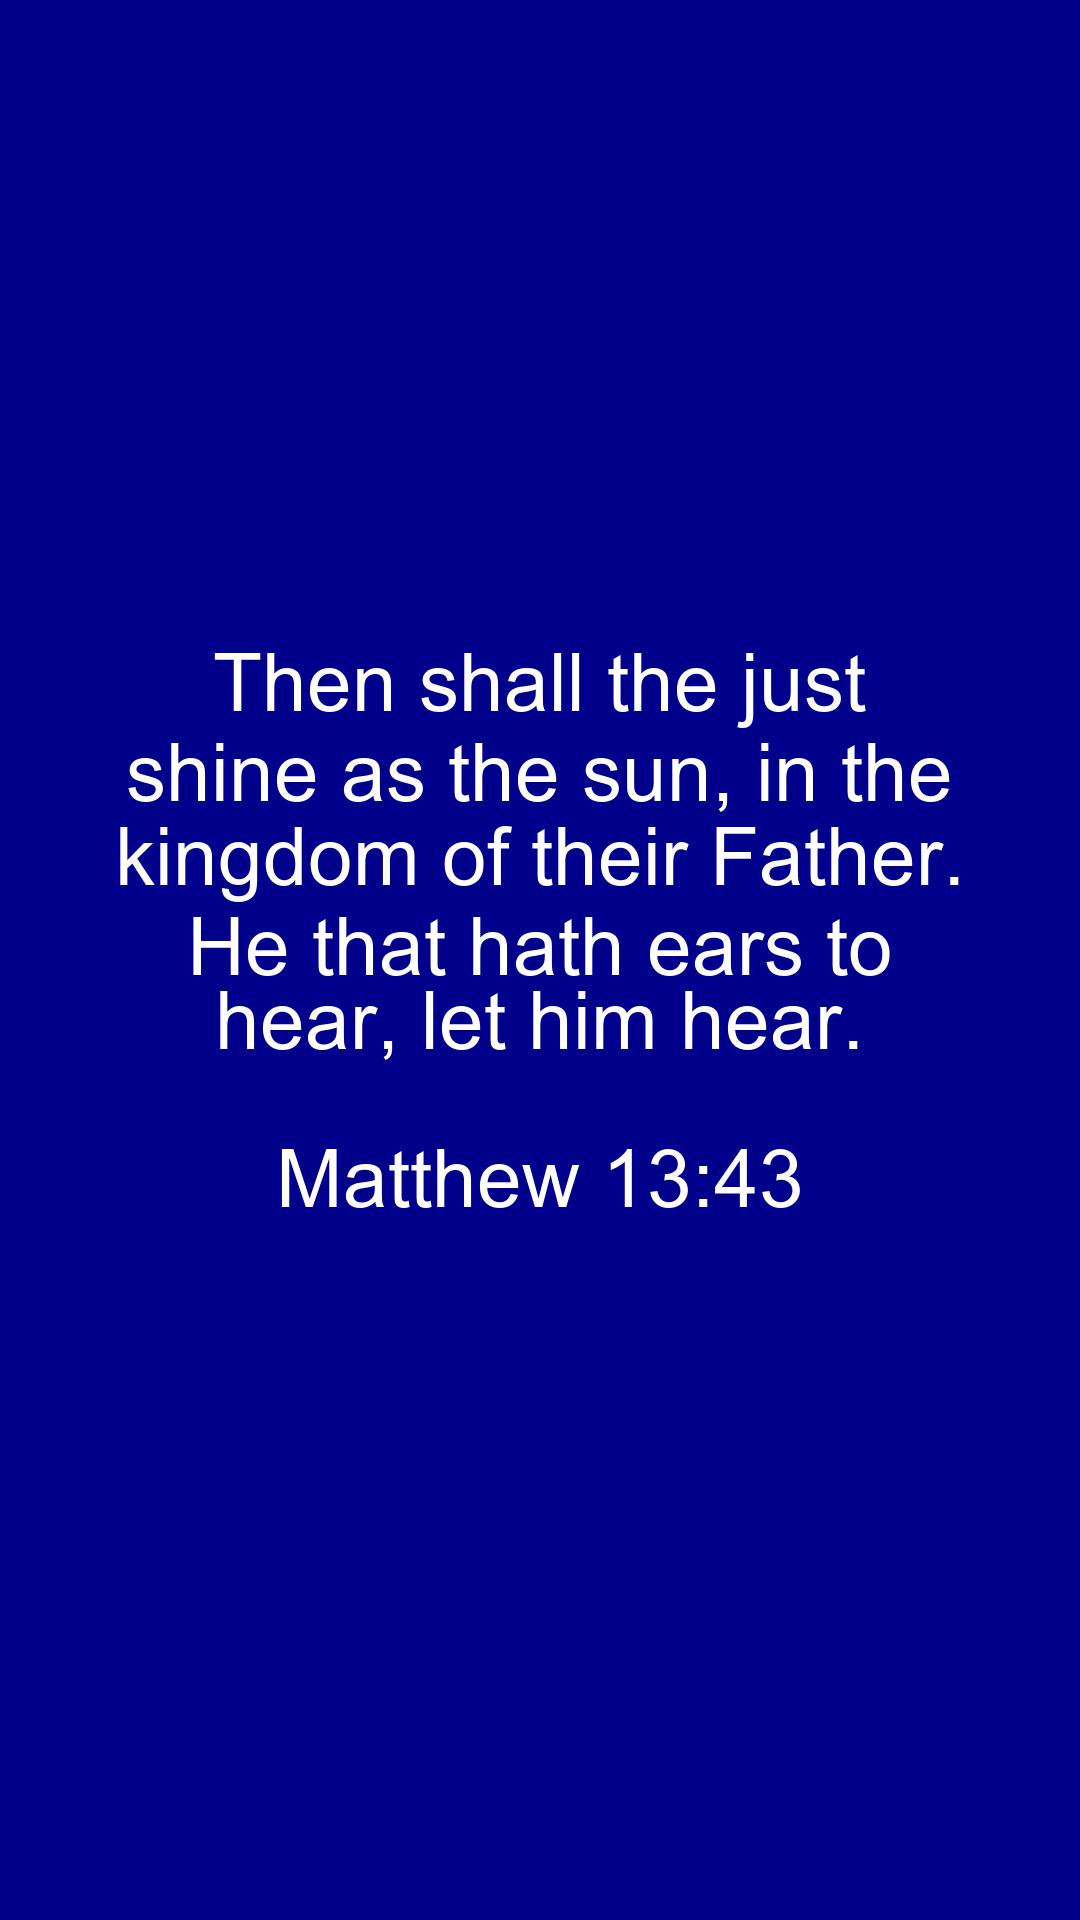 Then shall the just
shine as the sun, in the
kingdom of their Father.
He that hath ears to
hear, let him hear.
Matthew 13:43